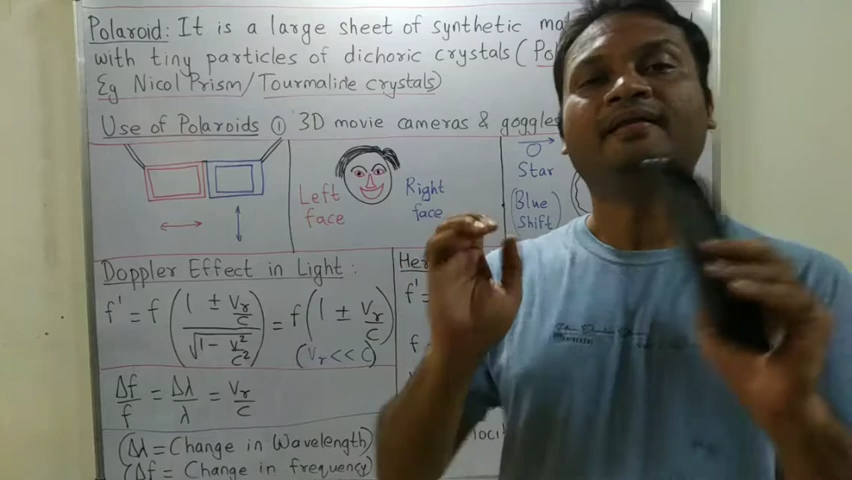 Polaroid: It is a large sheet of synthetic
with tiny particles of dichoric crystals (
Eg Nicol Prism/Tourmaline crystals)
Use of Polaroids ① 3D movie cameras & goggles
Left face
Right face
Star
(Blue shift)
Doppler Effect in Light:
f' = f ( (1 ± Vr/c) / √(1 - v²/c²) ) = f (1 ± Vr/c)
(Vr << C)
f' =
f
Δf/f = Δλ/λ = Vr/c
(Δλ = Change in Wavelength)
(Δf = Change in frequency)